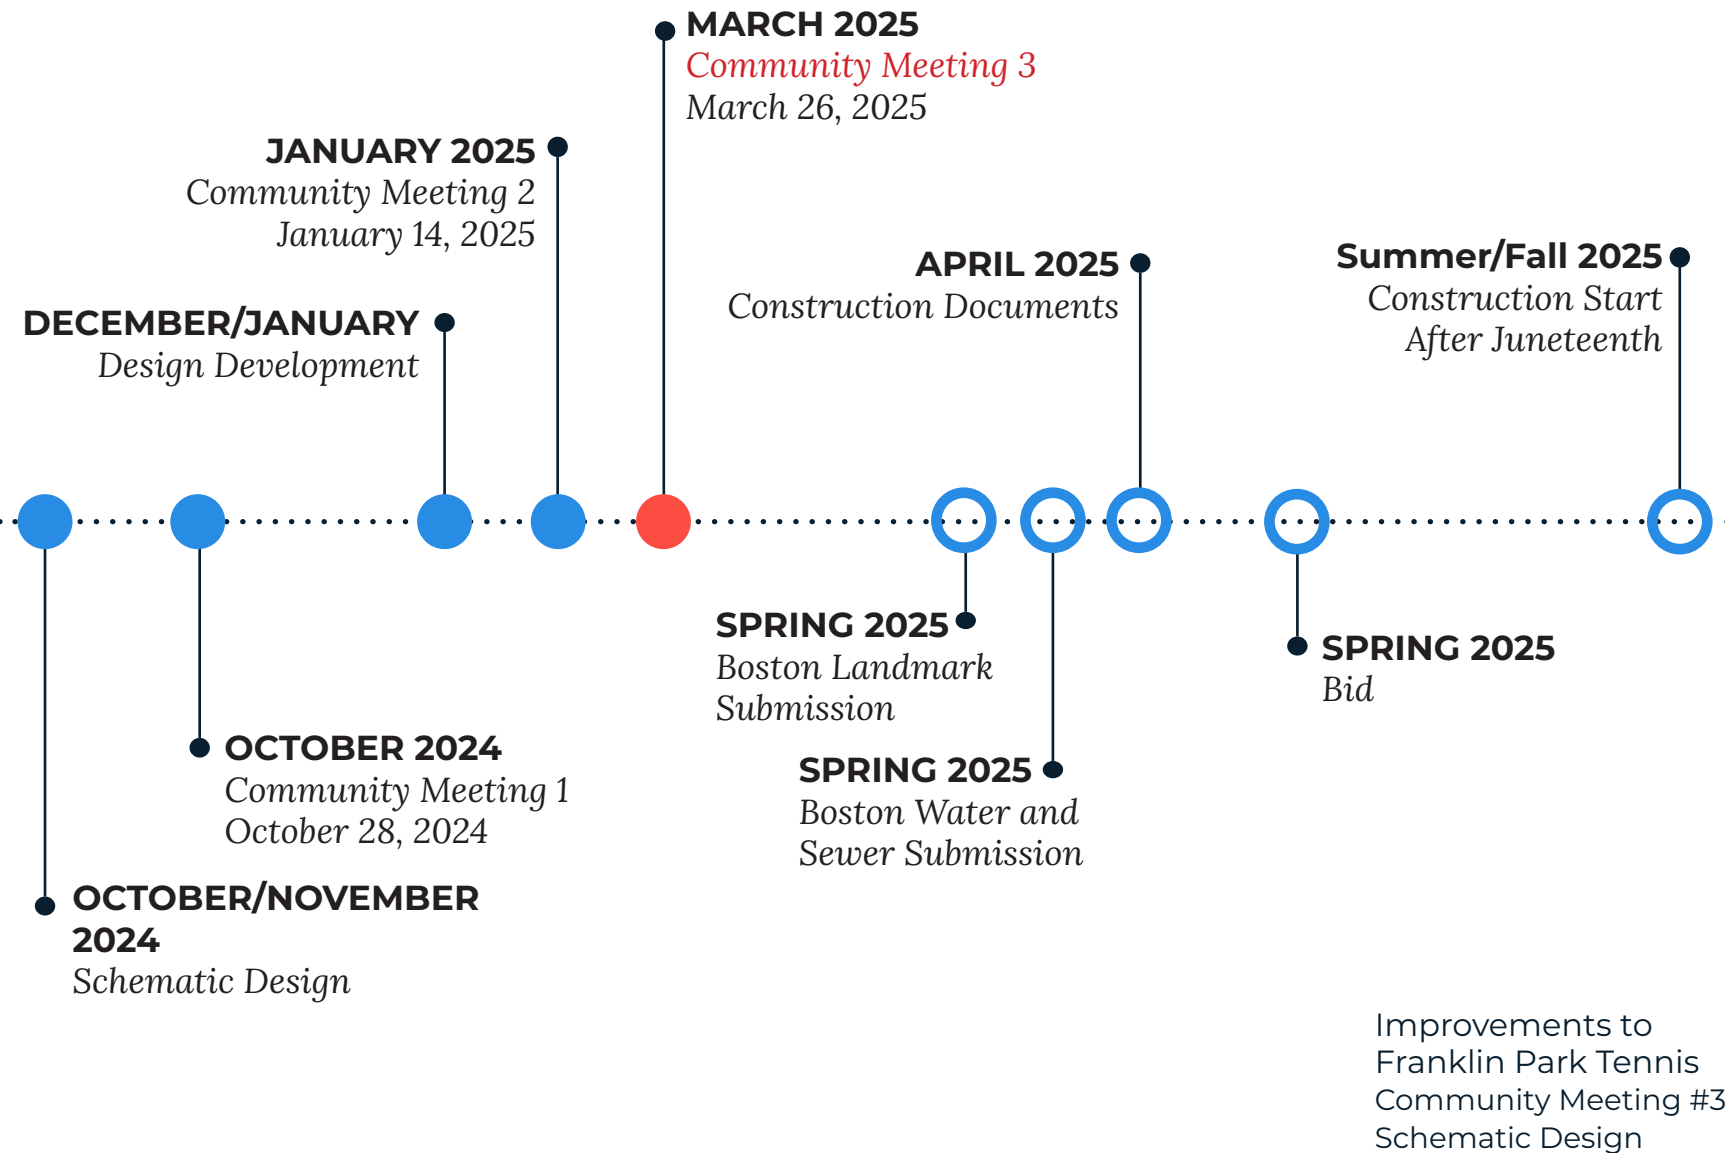 MARCH 2025
Community Meeting 3
March 26, 2025
JANUARY 2025
Community Meeting 2
January 14, 2025
DECEMBER/JANUARY
Design Development
APRIL 2025
Construction Documents
Summer/Fall 2025
Construction Start
After Juneteenth
SPRING 2025
Boston Landmark
Submission
SPRING 2025
Bid
OCTOBER 2024
Community Meeting 1
October 28, 2024
SPRING 2025
Boston Water and
Sewer Submission
OCTOBER/NOVEMBER
2024
Schematic Design
Improvements to
Franklin Park Tennis
Community Meeting #3
Schematic Design